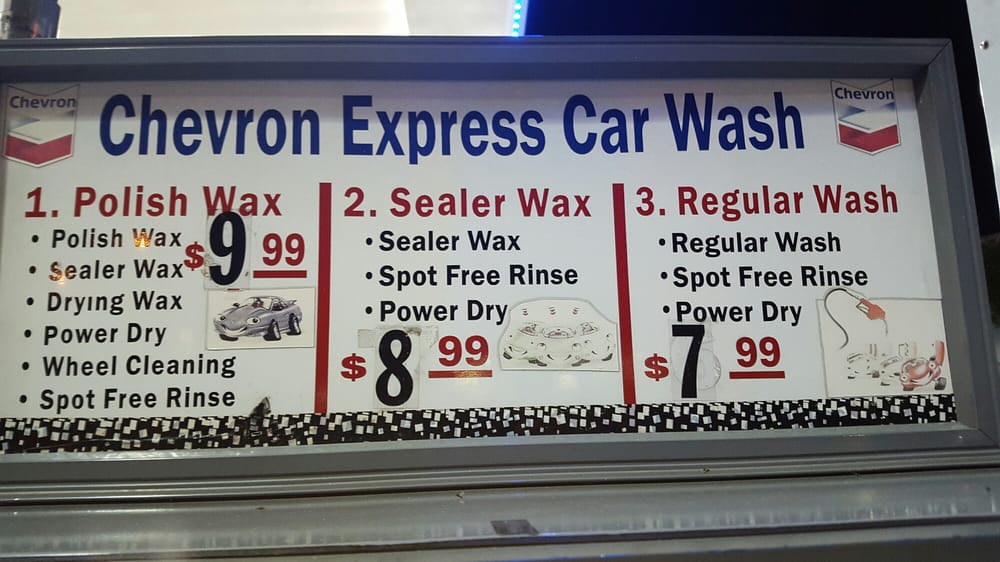 Chevron
Chevron Express Car Wash
Chevron
1. Polish Wax
• Polish Wax
• Sealer Wax
• Drying Wax
• Power Dry
• Wheel Cleaning
• Spot Free Rinse
$9 99
2. Sealer Wax
• Sealer Wax
• Spot Free Rinse
• Power Dry
$8 99
3. Regular Wash
• Regular Wash
• Spot Free Rinse
• Power Dry
$7 99